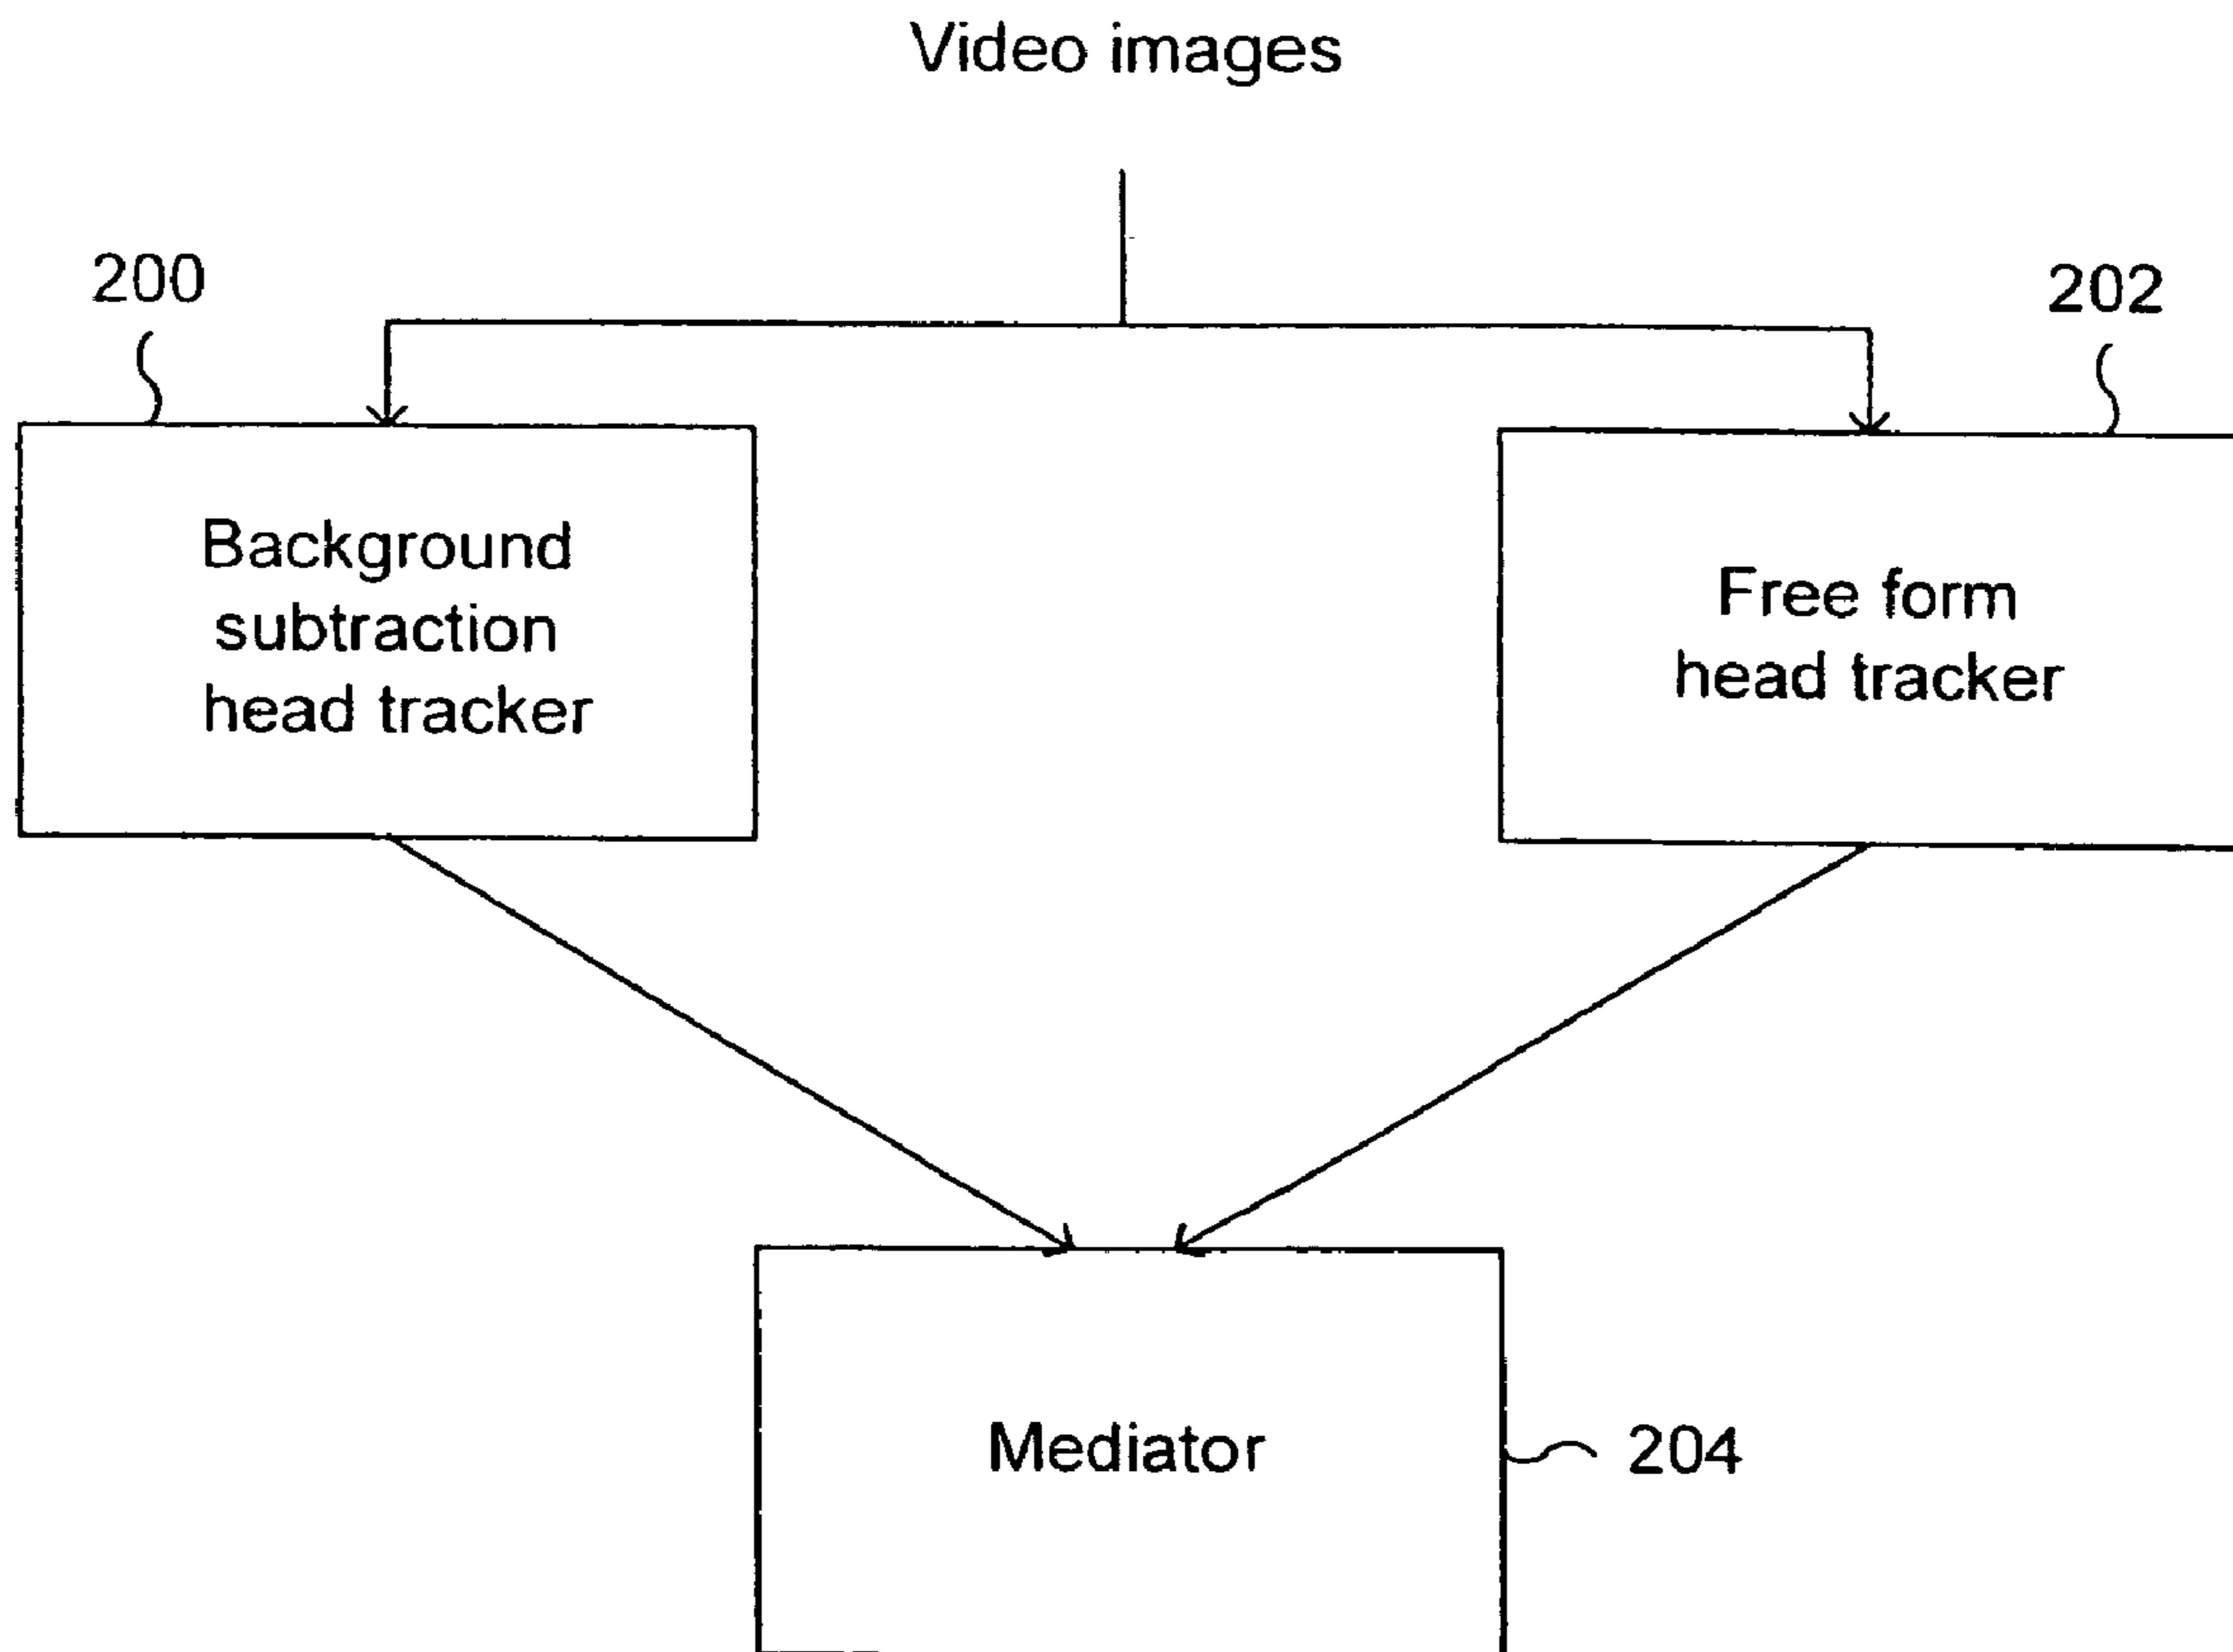 Video images
200
202
Background
subtraction
head tracker
Free form
head tracker
Mediator
204